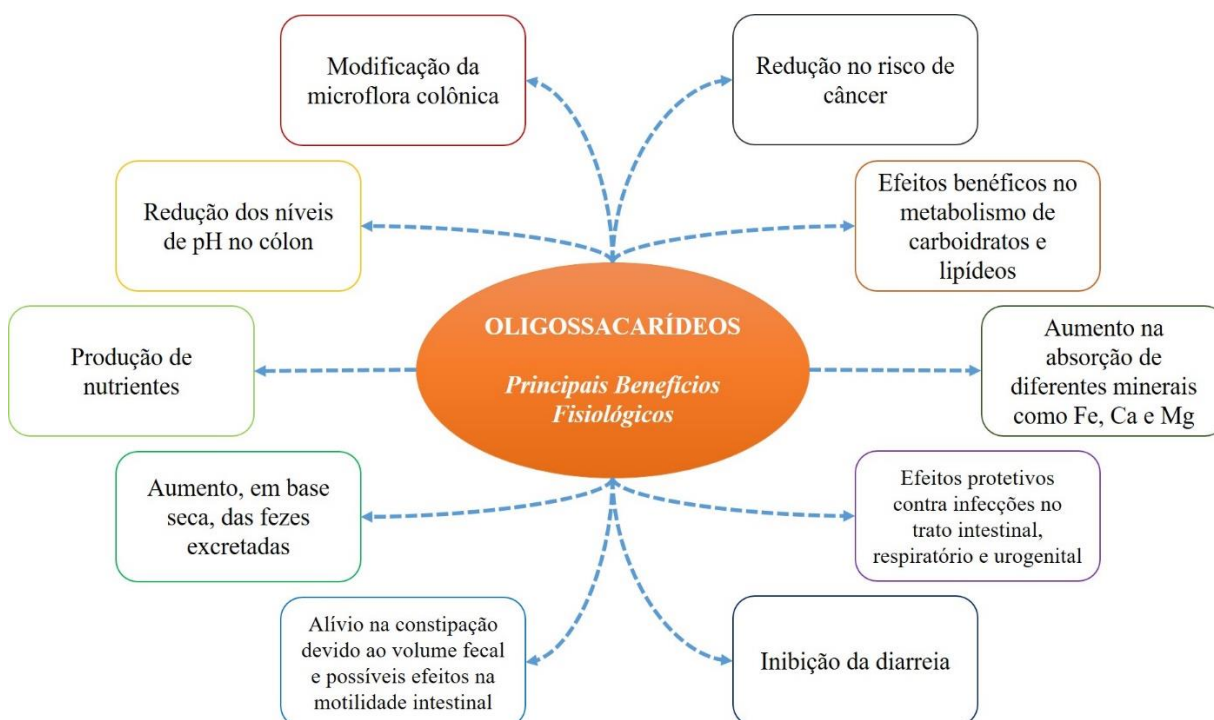 Modificação da
microflora colônica
Redução no risco de
câncer
Redução dos níveis
de pH no cólon
Efeitos benéficos no
metabolismo de
carboidratos e
lipídeos
Produção de
nutrientes
OLIGOSSACARÍDEOS
Principais Benefícios
Fisiológicos
Aumento na
absorção de
diferentes minerais
como Fe, Ca e Mg
Aumento, em base
seca, das fezes
excretadas
Efeitos protetivos
contra infecções no
trato intestinal,
respiratório e urogenital
Alívio na constipação
devido ao volume fecal
e possíveis efeitos na
motilidade intestinal
Inibição da diarreia